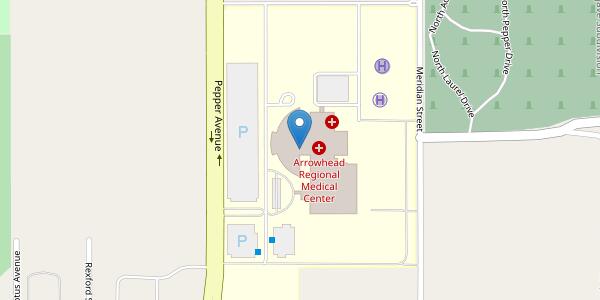 North Pepper Drive
North Laurel Drive
Meridian Street
Pepper Avenue
H
H
P
Arrowhead
Regional
Medical
Center
P
Rexford S